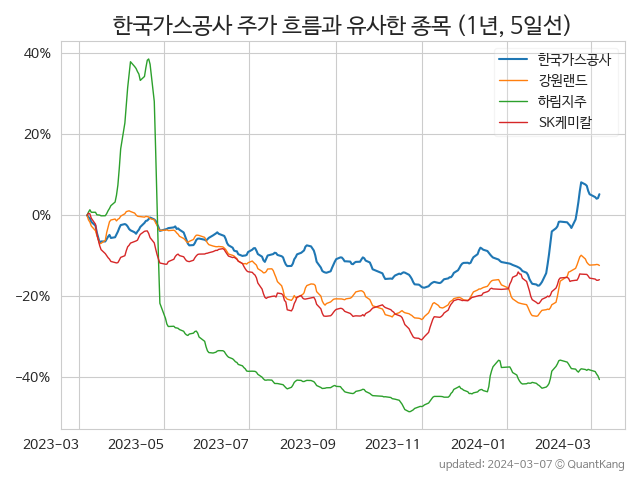 한국가스공사 주가 흐름과 유사한 종목 (1년, 5일선)
한국가스공사
강원랜드
하림지주
SK케미칼
40%
20%
0%
−20%
−40%
2023-03 2023-05 2023-07 2023-09 2023-11 2024-01 2024-03
updated: 2024-03-07 © QuantKang